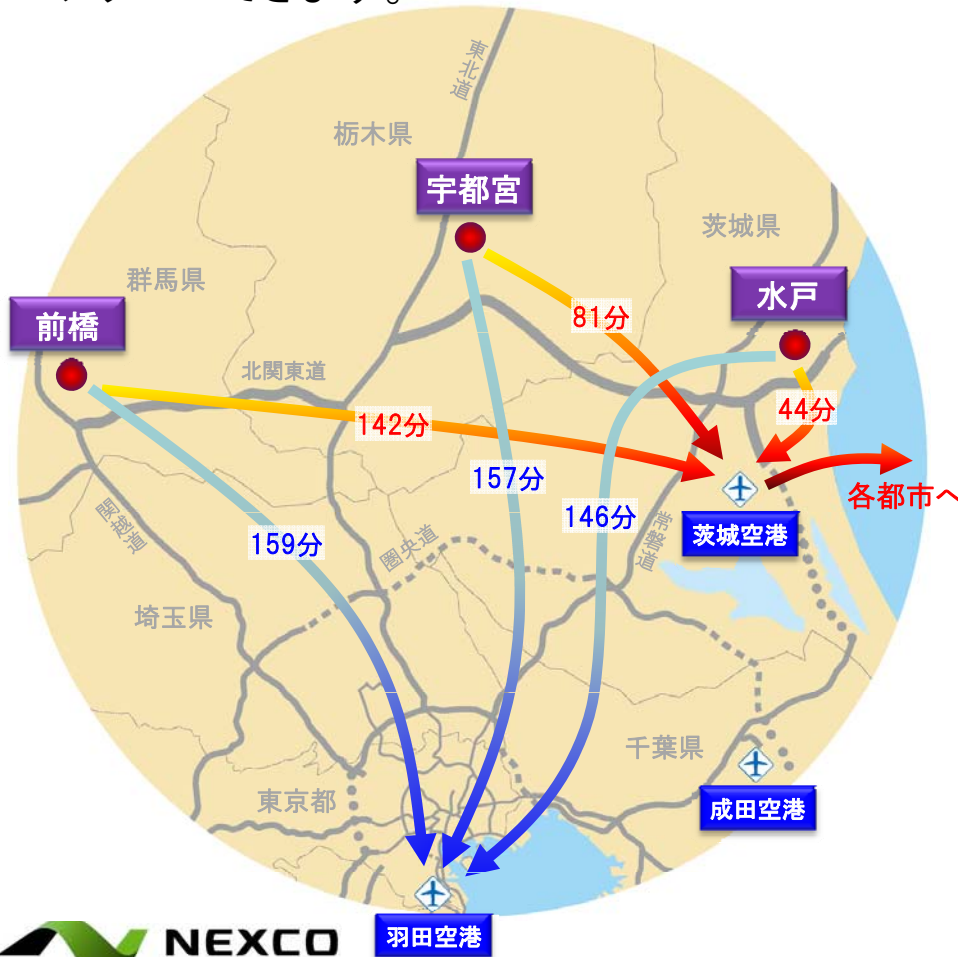 できます。
東北道
栃木県
宇都宮
茨城県
群馬県
水戸
前橋
81分
北関東道
44分
142分
157分
各都市へ
146分
茨城空港
関越道
159分
圏央道
常磐道
埼玉県
千葉県
東京都
成田空港
NEXCO
羽田空港